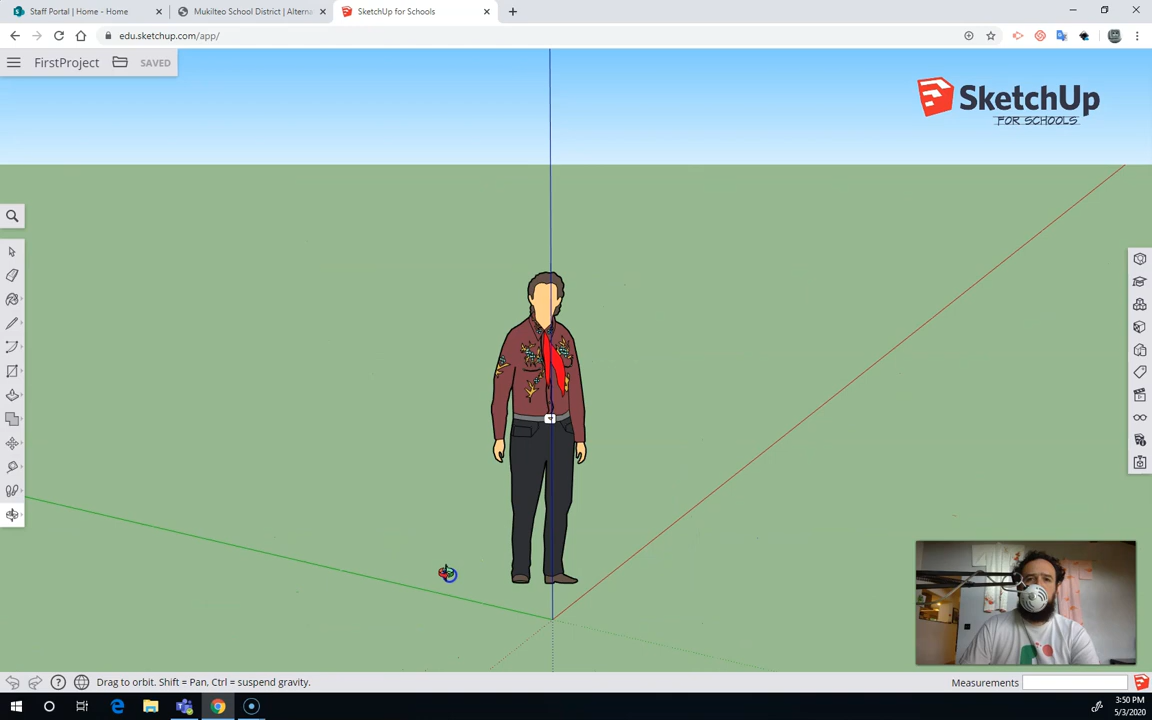 Staff Portal | Home - Home
Mukilteo School District | Alterna
SketchUp for Schools
edu.sketchup.com/app/
FirstProject
SAVED
SketchUp
FOR SCHOOLS
Drag to orbit. Shift = Pan, Ctrl = suspend gravity.
Measurements
3:50 PM
5/3/2020